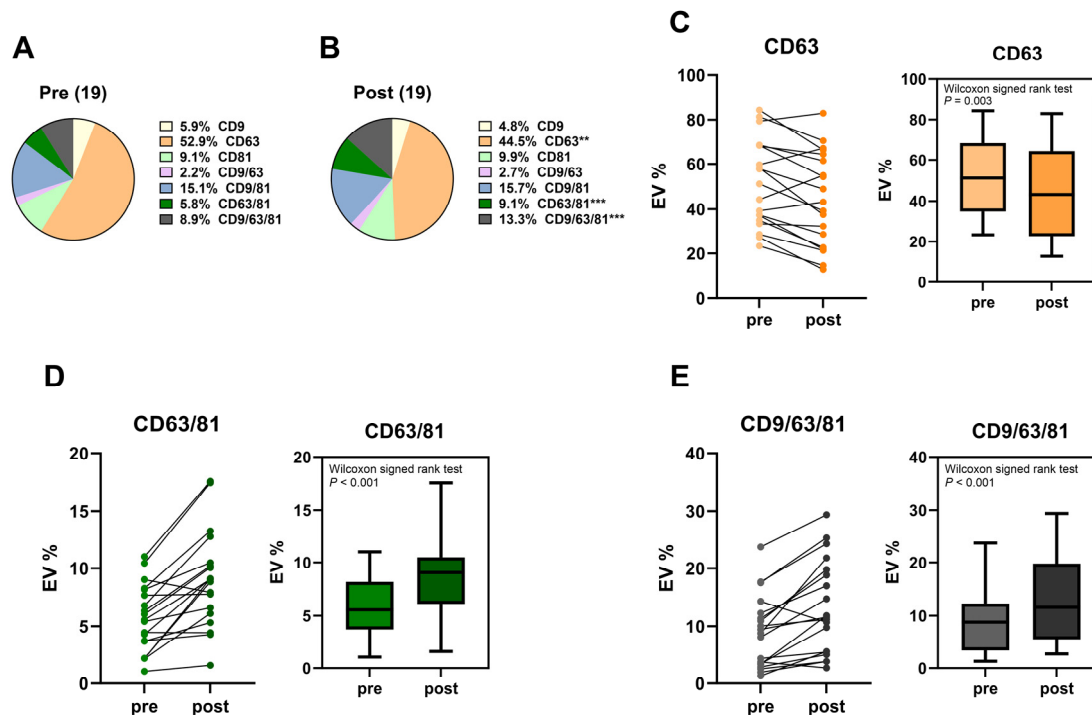 A
Pre (19)
5.9% CD9
52.9% CD63
9.1% CD81
2.2% CD9/63
15.1% CD9/81
5.8% CD63/81
8.9% CD9/63/81
B
Post (19)
4.8% CD9
44.5% CD63**
9.9% CD81
2.7% CD9/63
15.7% CD9/81
9.1% CD63/81***
13.3% CD9/63/81***
C
CD63
EV %
100
80
60
40
20
0
pre post
CD63
Wilcoxon signed rank test
P = 0.003
EV %
100
80
60
40
20
0
pre post
D
CD63/81
EV %
20
15
10
5
0
pre post
CD63/81
Wilcoxon signed rank test
P < 0.001
EV %
20
15
10
5
0
pre post
E
CD9/63/81
EV %
40
30
20
10
0
pre post
CD9/63/81
Wilcoxon signed rank test
P < 0.001
EV %
40
30
20
10
0
pre post